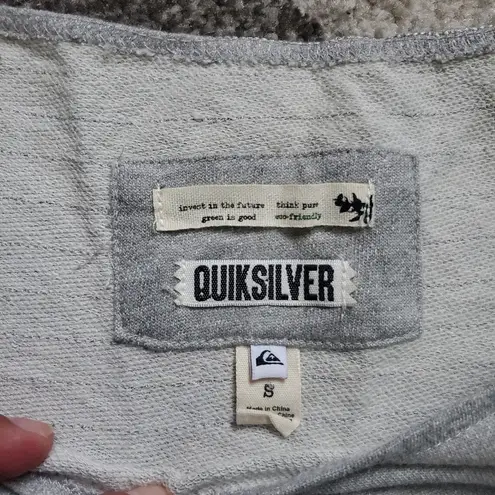 invest in the future think pure
green is good eco-friendly
QUIKSILVER
S
Made in China